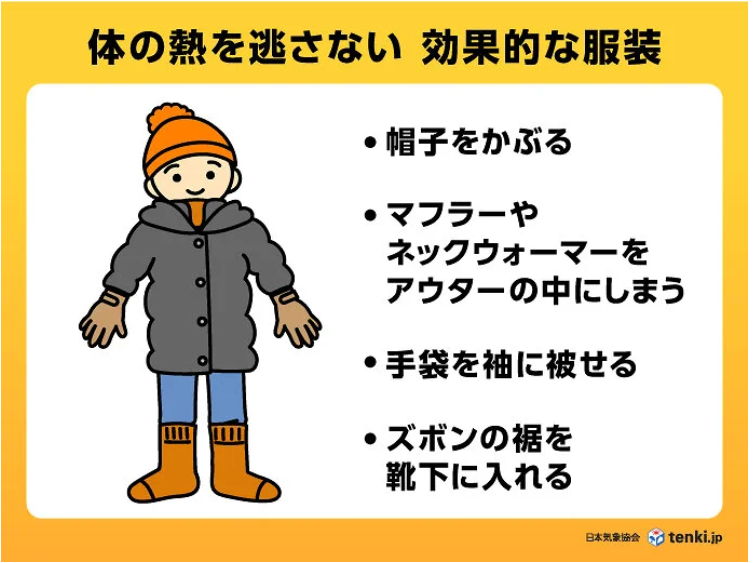 体の熱を逃さない 効果的な服装
•帽子をかぶる
•マフラーや
ネックウォーマーを
アウターの中にしまう
•手袋を袖に被せる
•ズボンの裾を
靴下に入れる
日本気象協会 tenki.jp